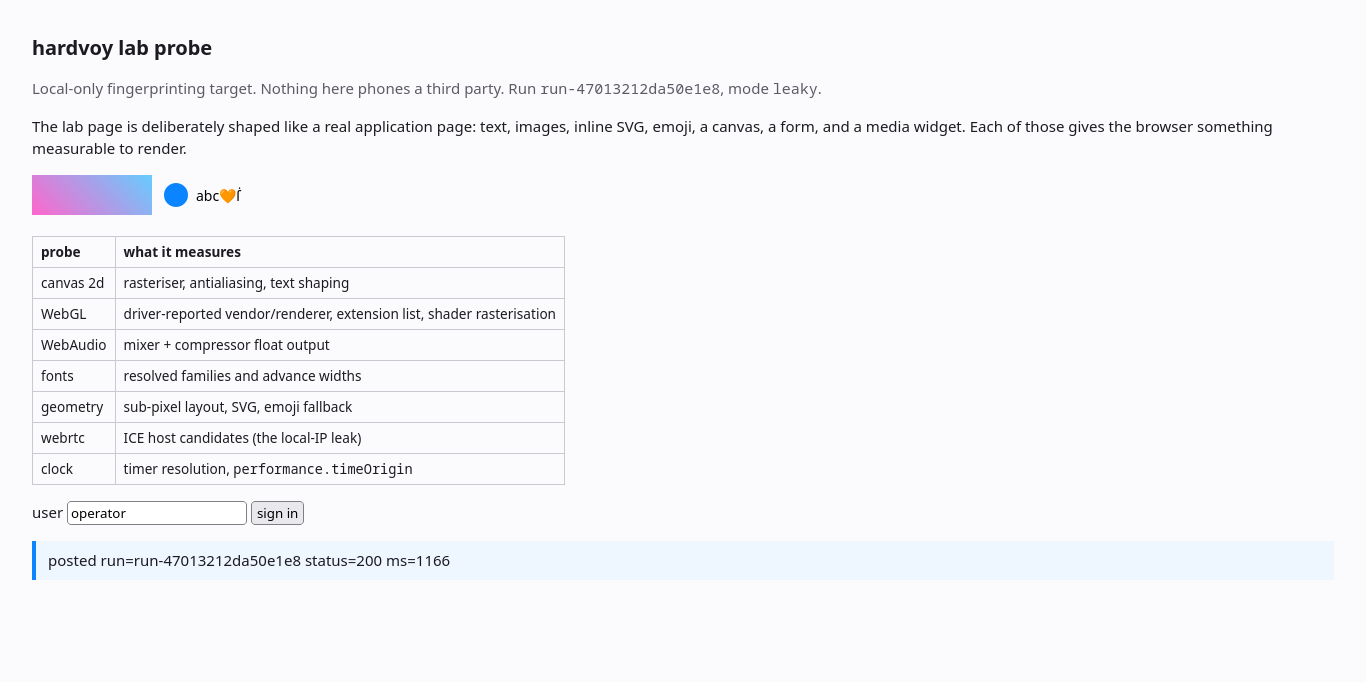 hardvoy lab probe
Local-only fingerprinting target. Nothing here phones a third party. Run run-47013212da50e1e8, mode leaky.
The lab page is deliberately shaped like a real application page: text, images, inline SVG, emoji, a canvas, a form, and a media widget. Each of those gives the browser something
measurable to render.
abc🧡
probe what it measures
canvas 2d rasteriser, antialiasing, text shaping
WebGL driver-reported vendor/renderer, extension list, shader rasterisation
WebAudio mixer + compressor float output
fonts resolved families and advance widths
geometry sub-pixel layout, SVG, emoji fallback
webrtc ICE host candidates (the local-IP leak)
clock timer resolution, performance.timeOrigin
user operator sign in
posted run=run-47013212da50e1e8 status=200 ms=1166